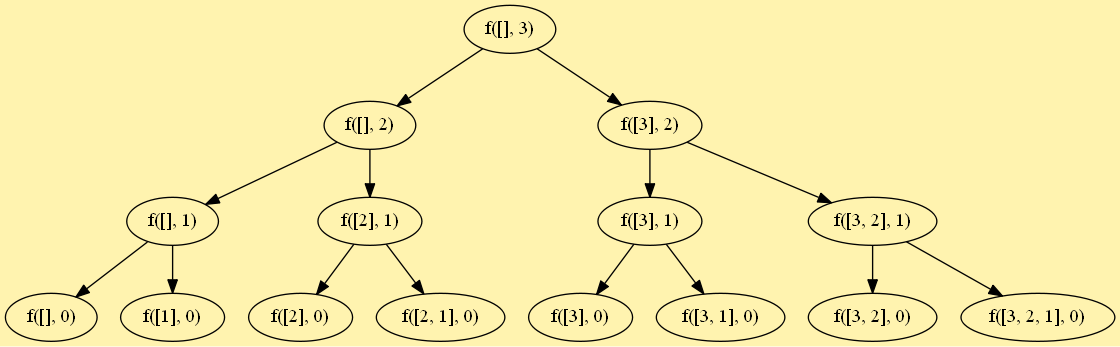 f([], 3)
f([], 2)
f([3], 2)
f([], 1)
f([2], 1)
f([3], 1)
f([3, 2], 1)
f([], 0)
f([1], 0)
f([2], 0)
f([2, 1], 0)
f([3], 0)
f([3, 1], 0)
f([3, 2], 0)
f([3, 2, 1], 0)